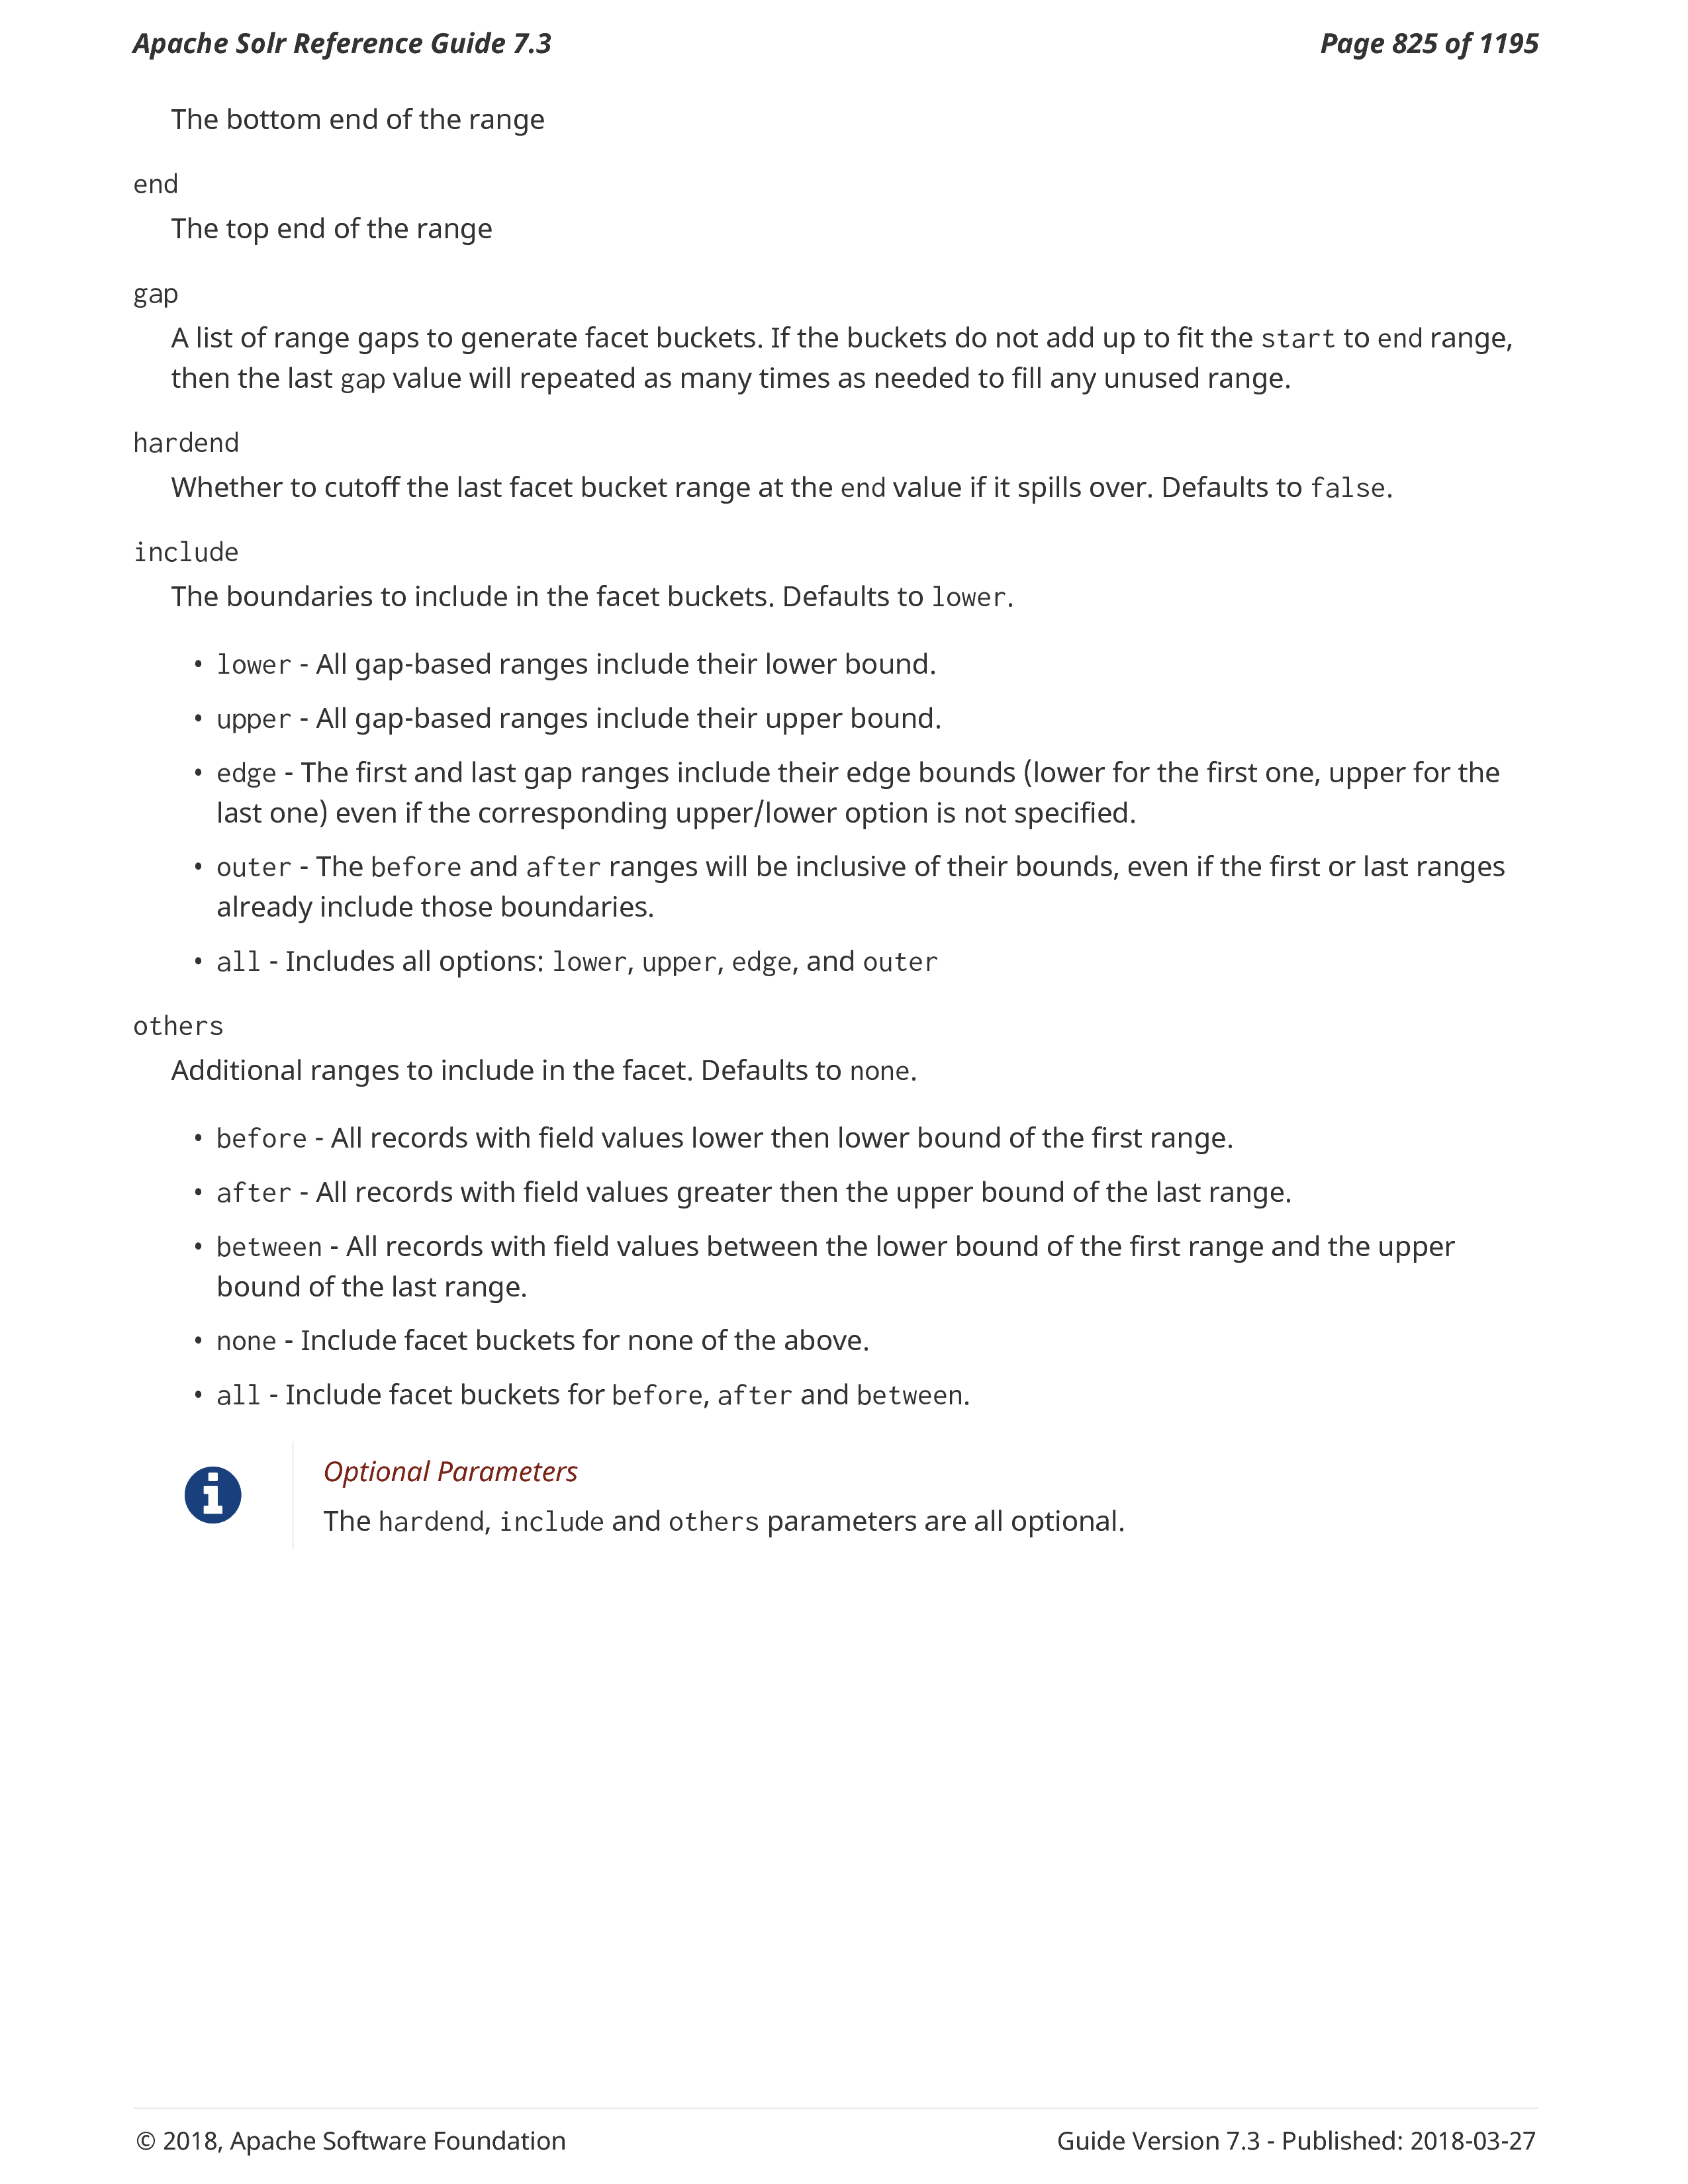 Apache Solr Reference Guide 7.3
Page 825 of 1195
The bottom end of the range
end
The top end of the range
gap
A list of range gaps to generate facet buckets. If the buckets do not add up to fit the start to end range,
then the last gap value will repeated as many times as needed to fill any unused range.
hardend
Whether to cutoff the last facet bucket range at the end value if it spills over. Defaults to false.
include
The boundaries to include in the facet buckets. Defaults to lower.
• lower - All gap-based ranges include their lower bound.
• upper - All gap-based ranges include their upper bound.
• edge - The first and last gap ranges include their edge bounds (lower for the first one, upper for the
last one) even if the corresponding upper/lower option is not specified.
• outer - The before and after ranges will be inclusive of their bounds, even if the first or last ranges
already include those boundaries.
• all - Includes all options: lower, upper, edge, and outer
others
Additional ranges to include in the facet. Defaults to none.
• before - All records with field values lower then lower bound of the first range.
• after - All records with field values greater then the upper bound of the last range.
• between - All records with field values between the lower bound of the first range and the upper
bound of the last range.
• none - Include facet buckets for none of the above.
• all - Include facet buckets for before, after and between.
Optional Parameters
The hardend, include and others parameters are all optional.
© 2018, Apache Software Foundation
Guide Version 7.3 - Published: 2018-03-27